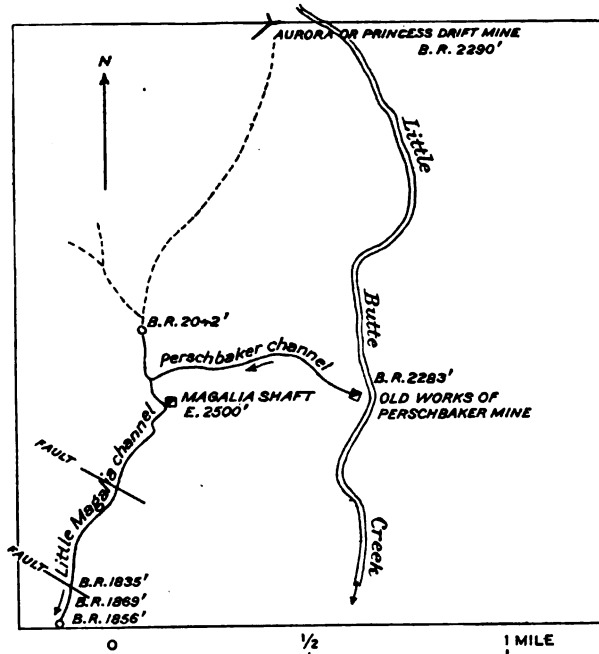 AURORA OR PRINCESS DRIFT MINE
B.R. 2290'
N
Little
Butte
Creek
B.R. 2042'
Perschbaker channel
B.R. 2283'
OLD WORKS OF
PERSCHBAKER MINE
MAGALIA SHAFT
E. 2500'
FAULT
Little Magalia channel
FAULT
B.R. 1835'
B.R. 1869'
B.R. 1856'
0
1/2
1 MILE